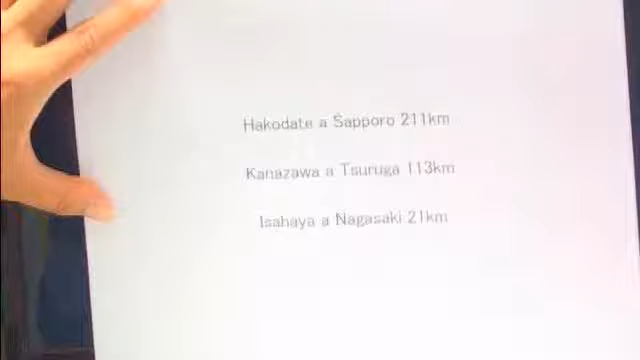 Hakodate a Sapporo 211km
Kanazawa a Tsuruga 113km
Isahaya a Nagasaki 21km